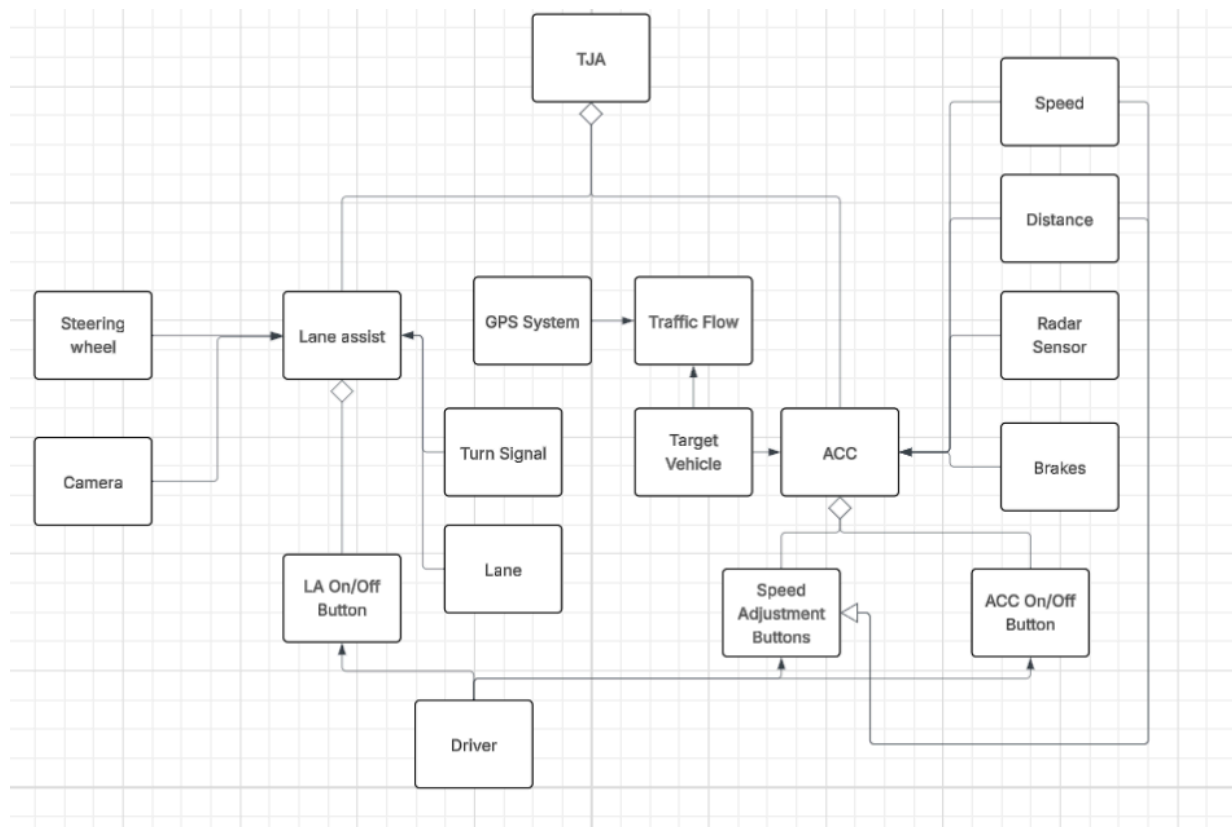 TJA
Speed
Distance
Steering
wheel
Lane assist
GPS System
Traffic Flow
Radar
Sensor
Camera
Turn Signal
Target
Vehicle
ACC
Brakes
LA On/Off
Button
Lane
Speed
Adjustment
Buttons
ACC On/Off
Button
Driver